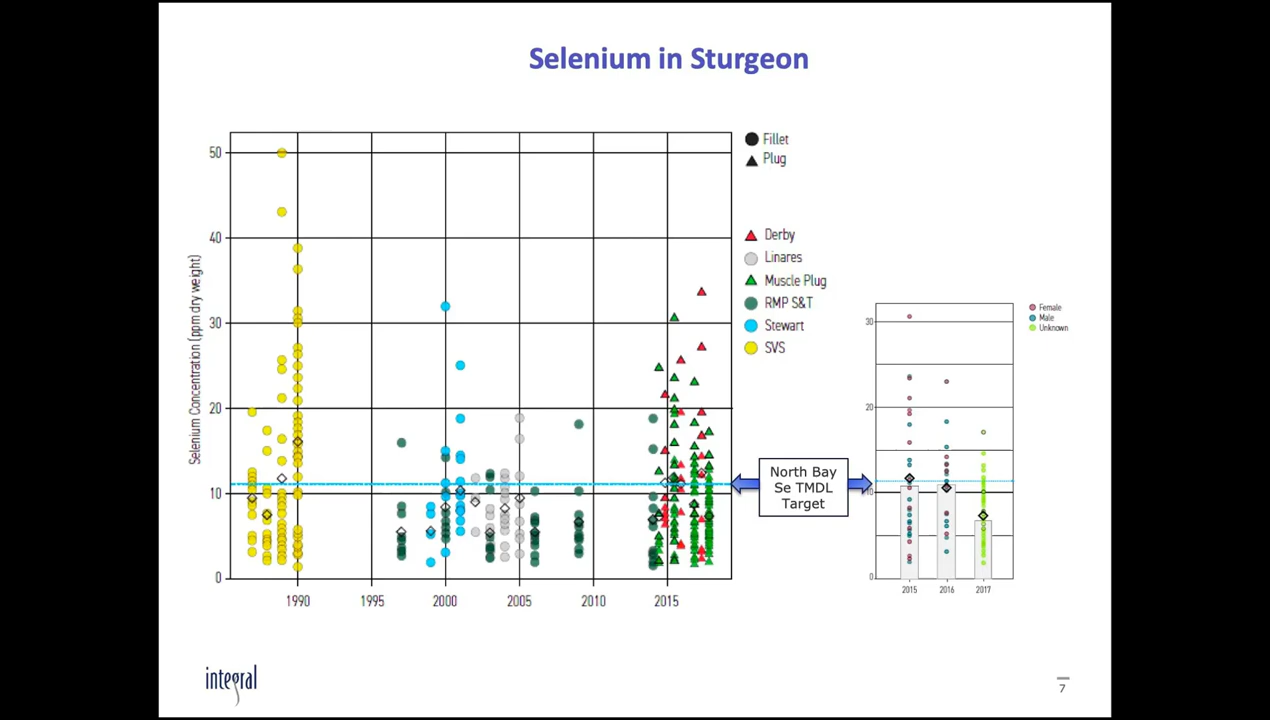 Selenium in Sturgeon
Selenium Concentration (ppm dry weight)
50
40
30
20
10
0
1990 1995 2000 2005 2010 2015
Fillet
Plug
Derby
Linares
Muscle Plug
RMP S&T
Stewart
SVS
North Bay
Se TMDL
Target
30
20
10
0
2015 2016 2017
Female
Male
Unknown
integral
7